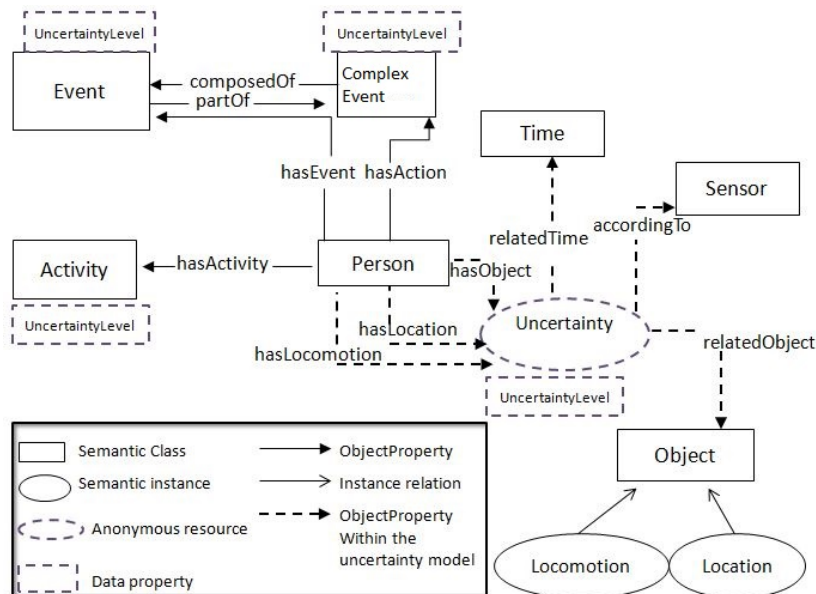 UncertaintyLevel
UncertaintyLevel
Event
composedOf
partOf
Complex
Event
Time
Sensor
hasEvent
hasAction
accordingTo
relatedTime
Activity
hasActivity
Person
hasObject
UncertaintyLevel
hasLocation
hasLocomotion
Uncertainty
relatedObject
UncertaintyLevel
Semantic Class
ObjectProperty
Semantic instance
Instance relation
Anonymous resource
ObjectProperty
Within the
uncertainty model
Data property
Object
Locomotion
Location